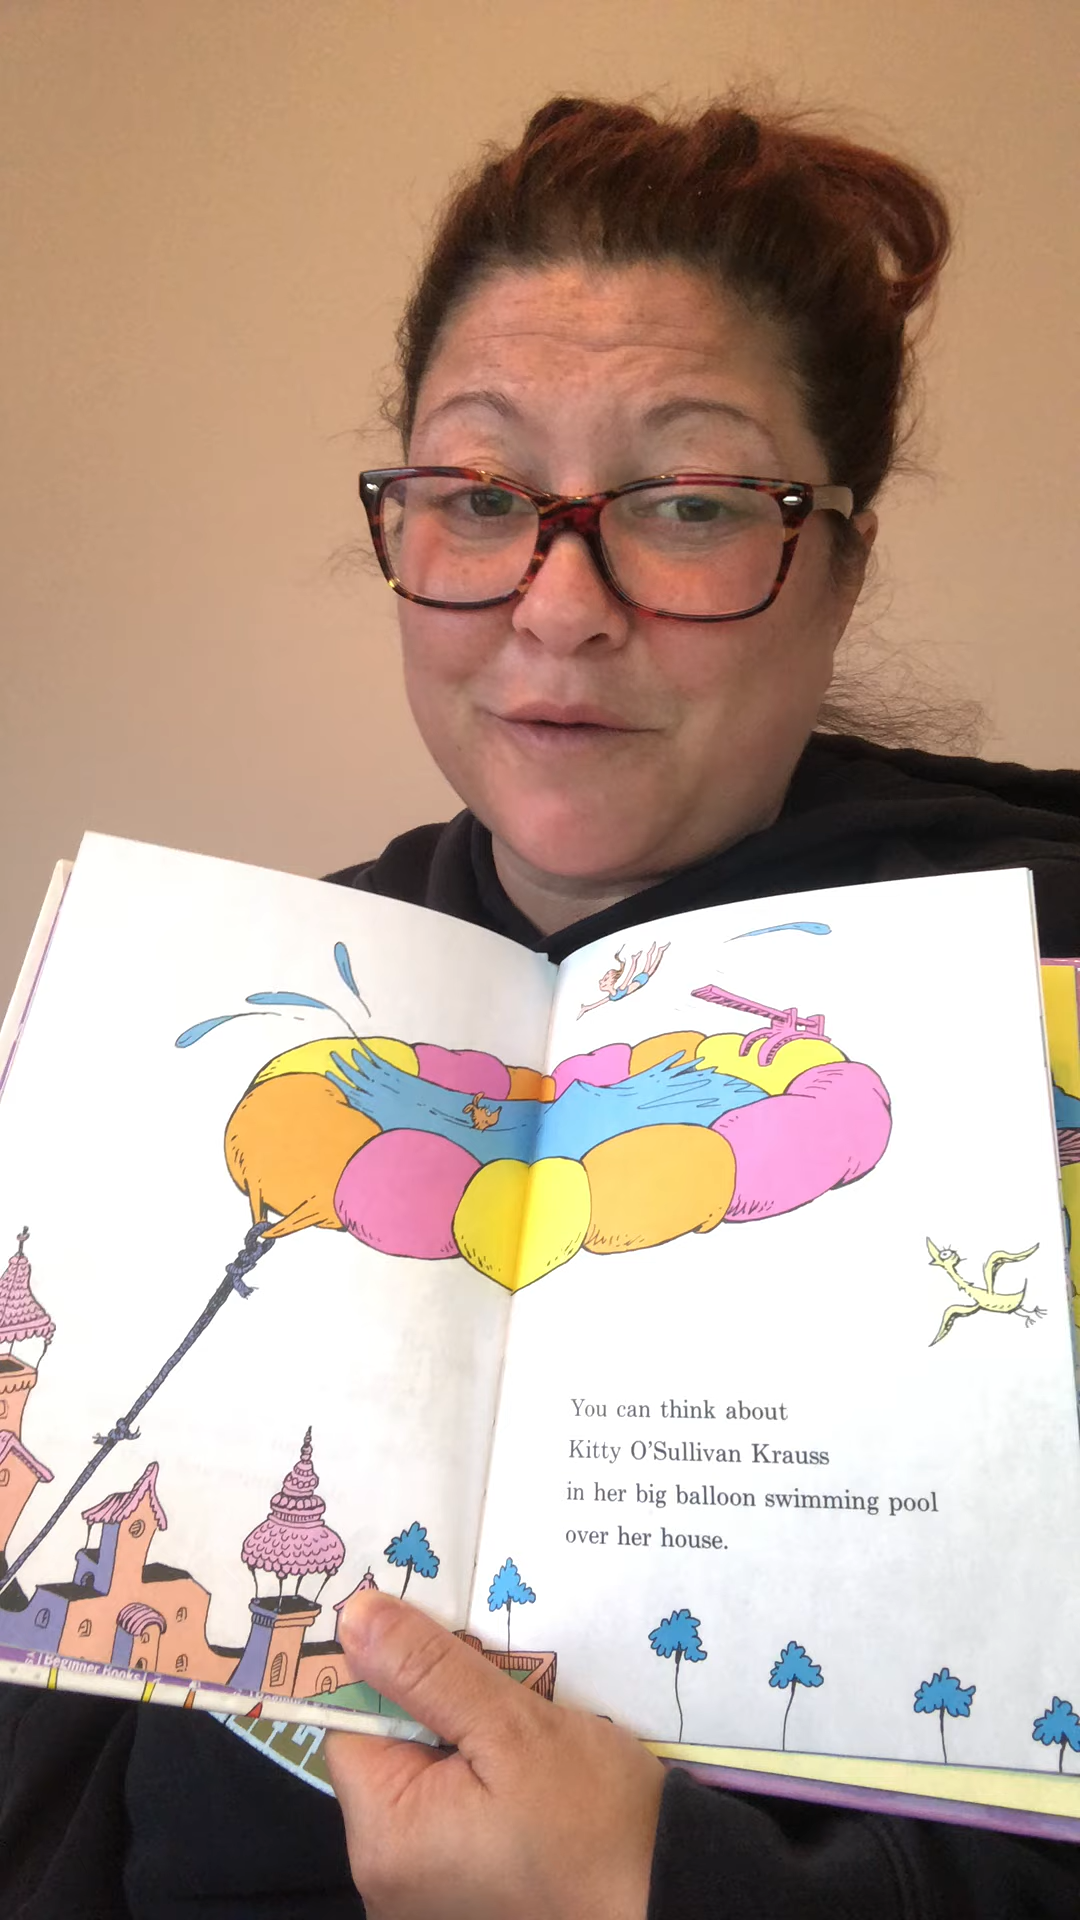 You can think about
Kitty O'Sullivan Krauss
in her big balloon swimming pool
over her house.
Beginner Books